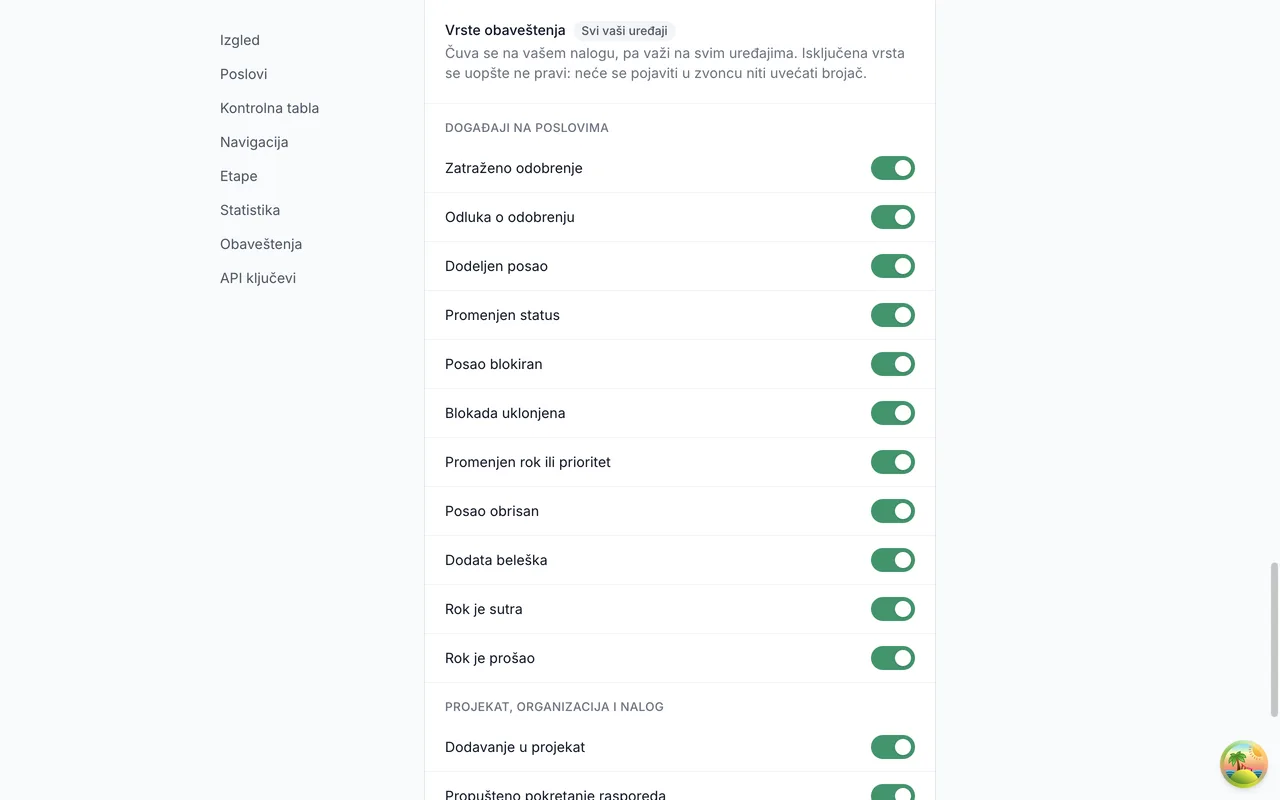 Izgled
Poslovi
Kontrolna tabla
Navigacija
Etape
Statistika
Obaveštenja
API ključevi
Vrste obaveštenja Svi vaši uređaji
Čuva se na vašem nalogu, pa važi na svim uređajima. Isključena vrsta
se uopšte ne pravi: neće se pojaviti u zvoncu niti uvećati brojač.
DOGAĐAJI NA POSLOVIMA
Zatraženo odobrenje
Odluka o odobrenju
Dodeljen posao
Promenjen status
Posao blokiran
Blokada uklonjena
Promenjen rok ili prioritet
Posao obrisan
Dodata beleška
Rok je sutra
Rok je prošao
PROJEKAT, ORGANIZACIJA I NALOG
Dodavanje u projekat
Propušteno pokretanje rasporeda